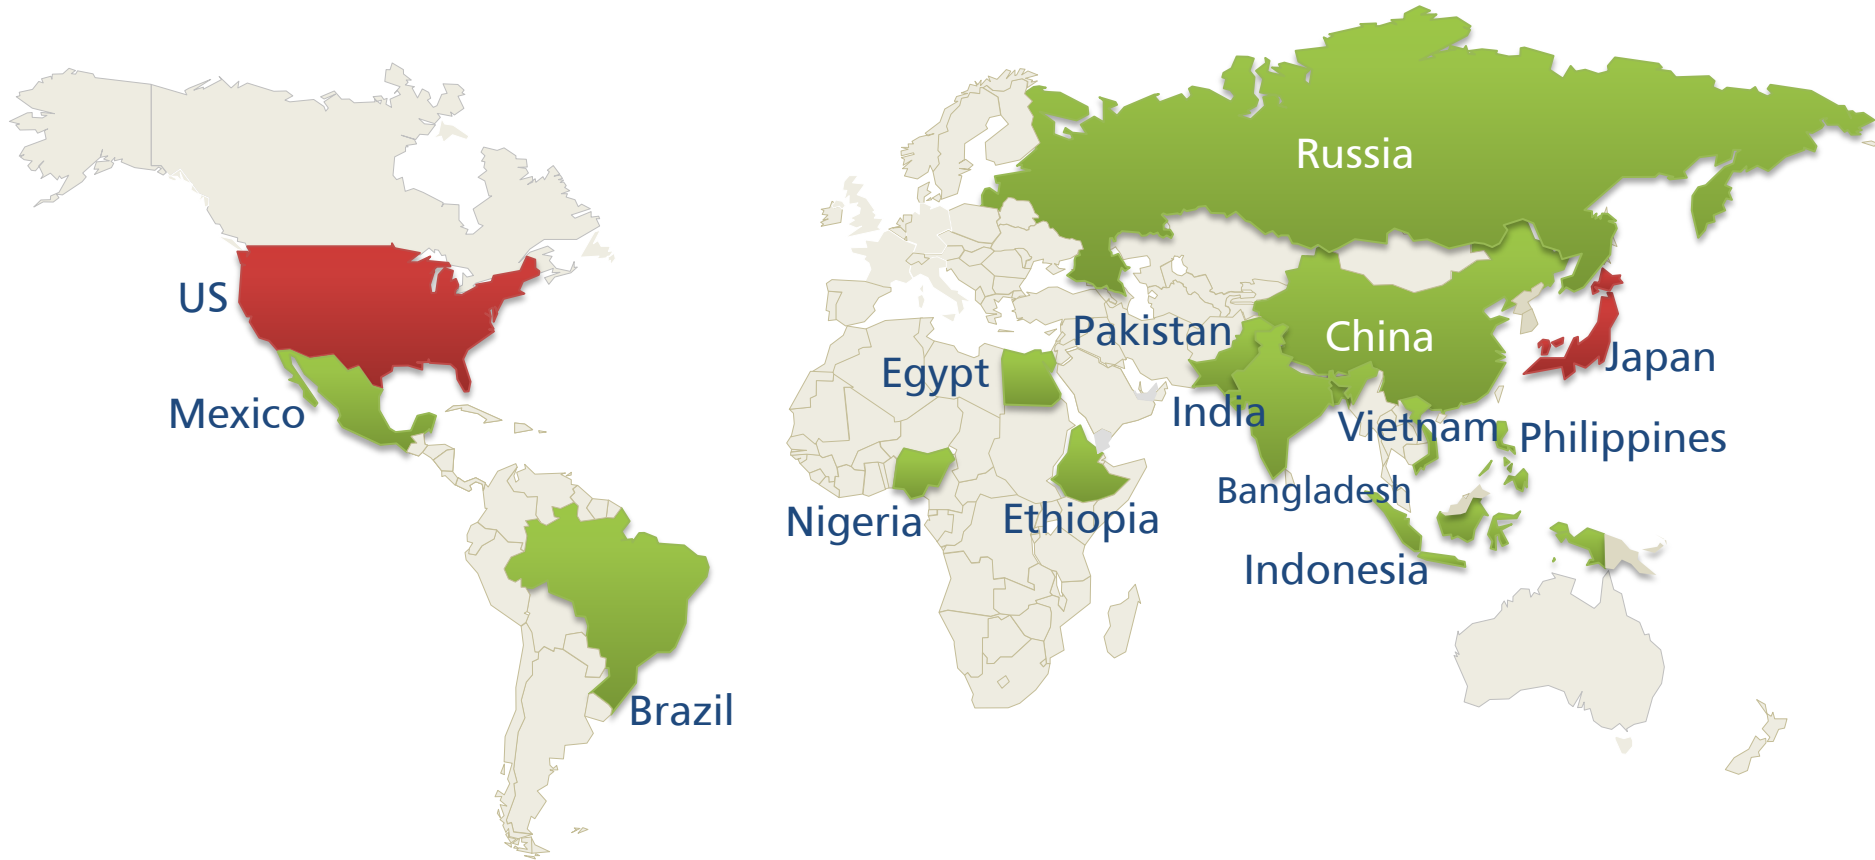 Russia
US
Pakistan
China
Japan
Egypt
Mexico
India
Vietnam
Philippines
Bangladesh
Nigeria
Ethiopia
Indonesia
Brazil